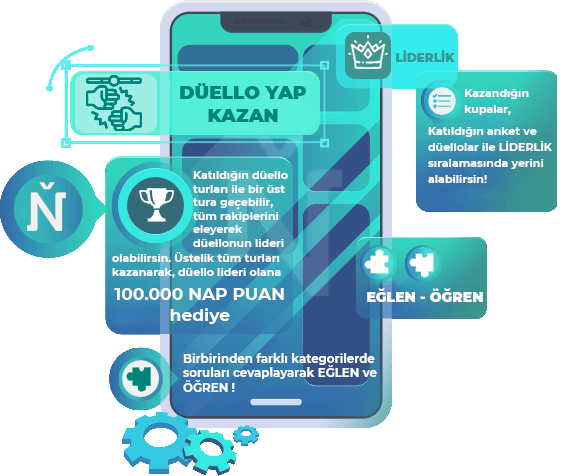 LİDERLİK
DÜELLO YAP
KAZAN
Kazandığın
kupalar,
Katıldığın anket ve
düellolar ile LİDERLİK
sıralamasında yerini
alabilirsin!
Katıldığın düello
turları ile bir üst
tura geçebilir,
tüm rakiplerini
eleyerek
düellonun lideri
olabilirsin. Üstelik tüm turları
kazanarak, düello lideri olana
100.000 NAP PUAN
hediye
EĞLEN - ÖĞREN
Birbirinden farklı kategorilerde
soruları cevaplayarak EĞLEN ve
ÖĞREN !